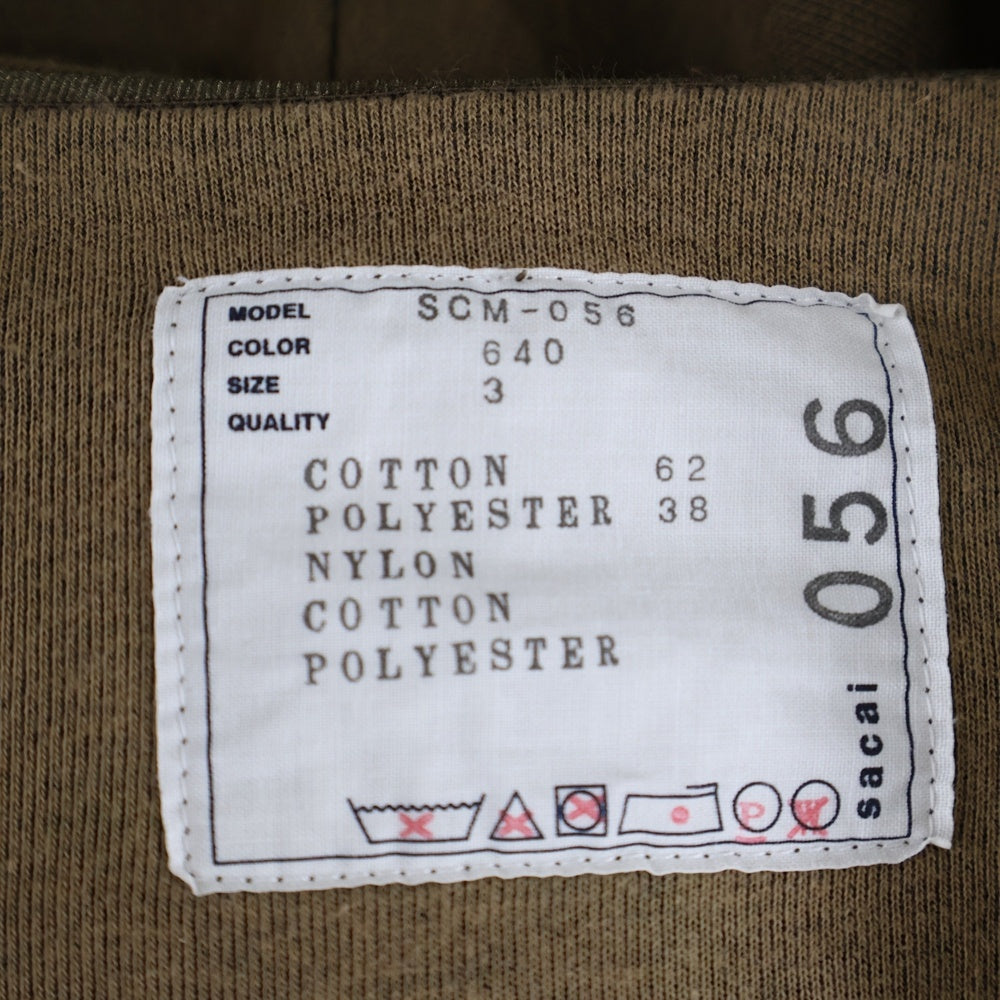 MODEL SCM-056
COLOR 640
SIZE 3
QUALITY
COTTON 62
POLYESTER 38
NYLON
COTTON
POLYESTER
P
sacai 056